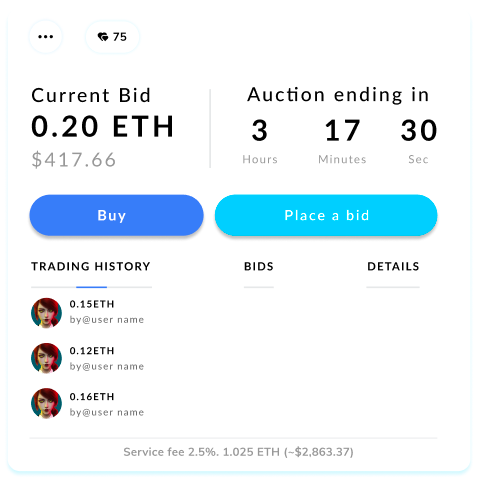 ••• 75
Current Bid
0.20 ETH
$417.66
Auction ending in
3 17 30
Hours Minutes Sec
Buy Place a bid
TRADING HISTORY BIDS DETAILS
0.15ETH
by@user name
0.12ETH
by@user name
0.16ETH
by@user name
Service fee 2.5%. 1.025 ETH (~$2,863.37)